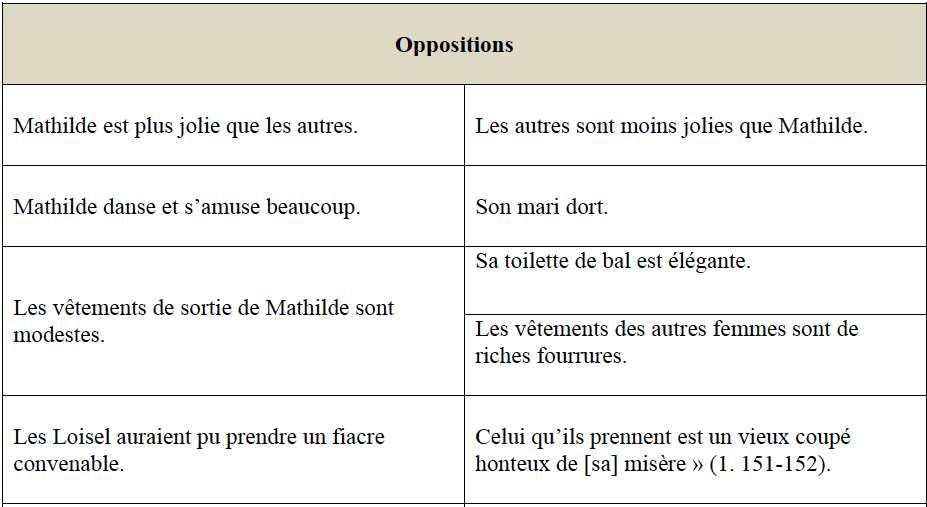 Oppositions
Mathilde est plus jolie que les autres.
Les autres sont moins jolies que Mathilde.
Mathilde danse et s’amuse beaucoup.
Son mari dort.
Les vêtements de sortie de Mathilde sont
modestes.
Sa toilette de bal est élégante.
Les vêtements des autres femmes sont de
riches fourrures.
Les Loisel auraient pu prendre un fiacre
convenable.
Celui qu’ils prennent est un vieux coupé
honteux de [sa] misère » (1. 151-152).